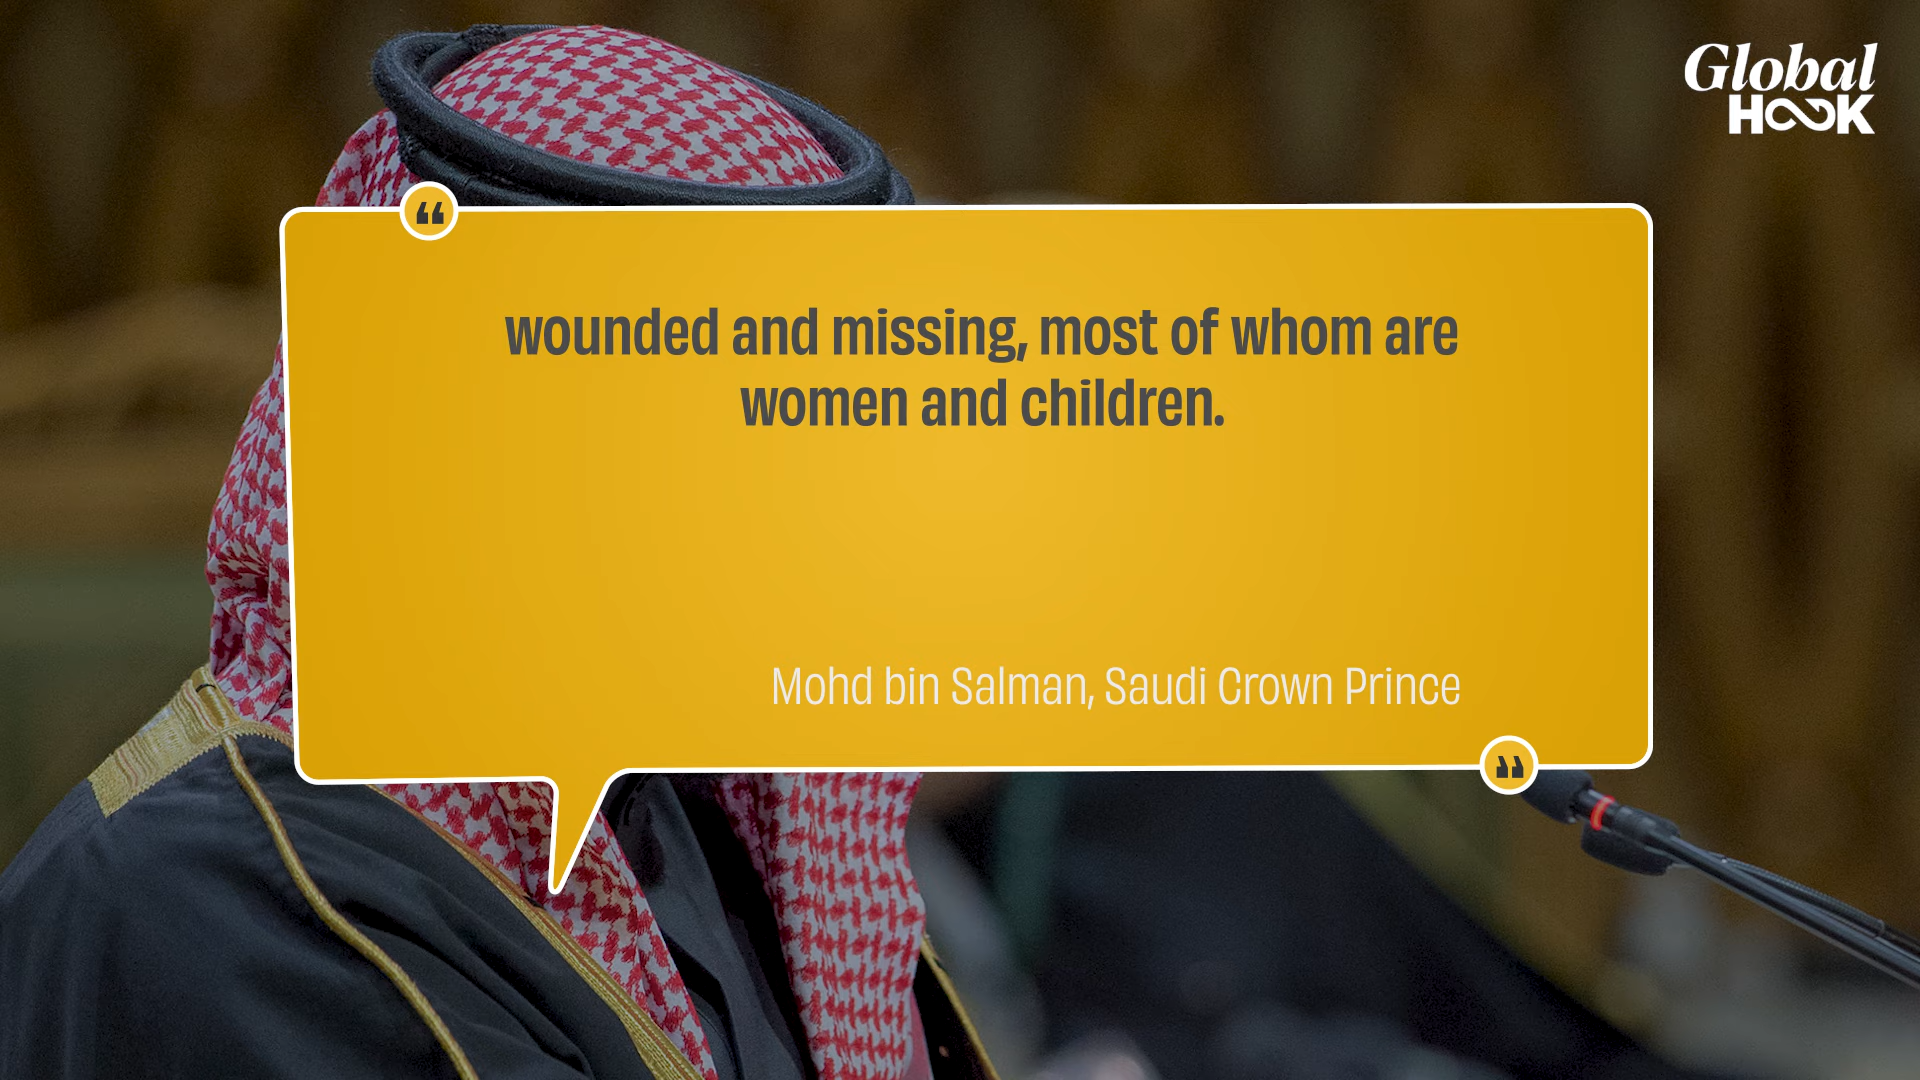 Global
HOOK
“
wounded and missing, most of whom are
women and children.
Mohd bin Salman, Saudi Crown Prince
”